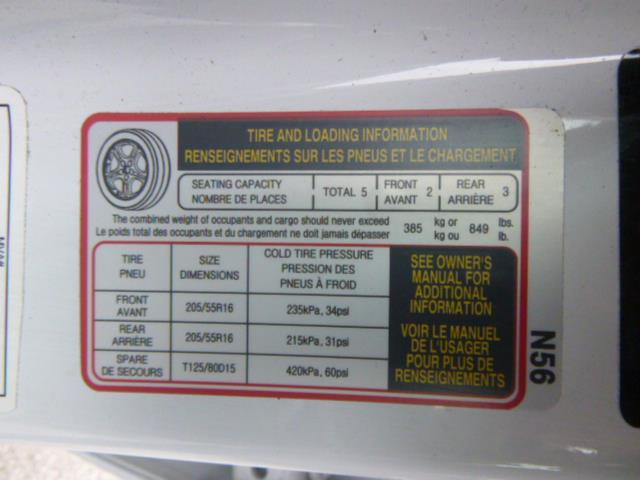 TIRE AND LOADING INFORMATION
RENSEIGNEMENTS SUR LES PNEUS ET LE CHARGEMENT
SEATING CAPACITY
NOMBRE DE PLACES
TOTAL 5
FRONT
AVANT 2
REAR
ARRIÈRE 3
The combined weight of occupants and cargo should never exceed
Le poids total des occupants et du chargement ne doit jamais dépasser
385 kg or
kg ou
849 lbs.
lb.
TIRE
PNEU
SIZE
DIMENSIONS
COLD TIRE PRESSURE
PRESSION DES
PNEUS À FROID
FRONT
AVANT
205/55R16
235kPa, 34psi
REAR
ARRIÈRE
205/55R16
215kPa, 31psi
SPARE
DE SECOURS
T125/80D15
420kPa, 60psi
SEE OWNER'S
MANUAL FOR
ADDITIONAL
INFORMATION
VOIR LE MANUEL
DE L'USAGER
POUR PLUS DE
RENSEIGNEMENTS
N56